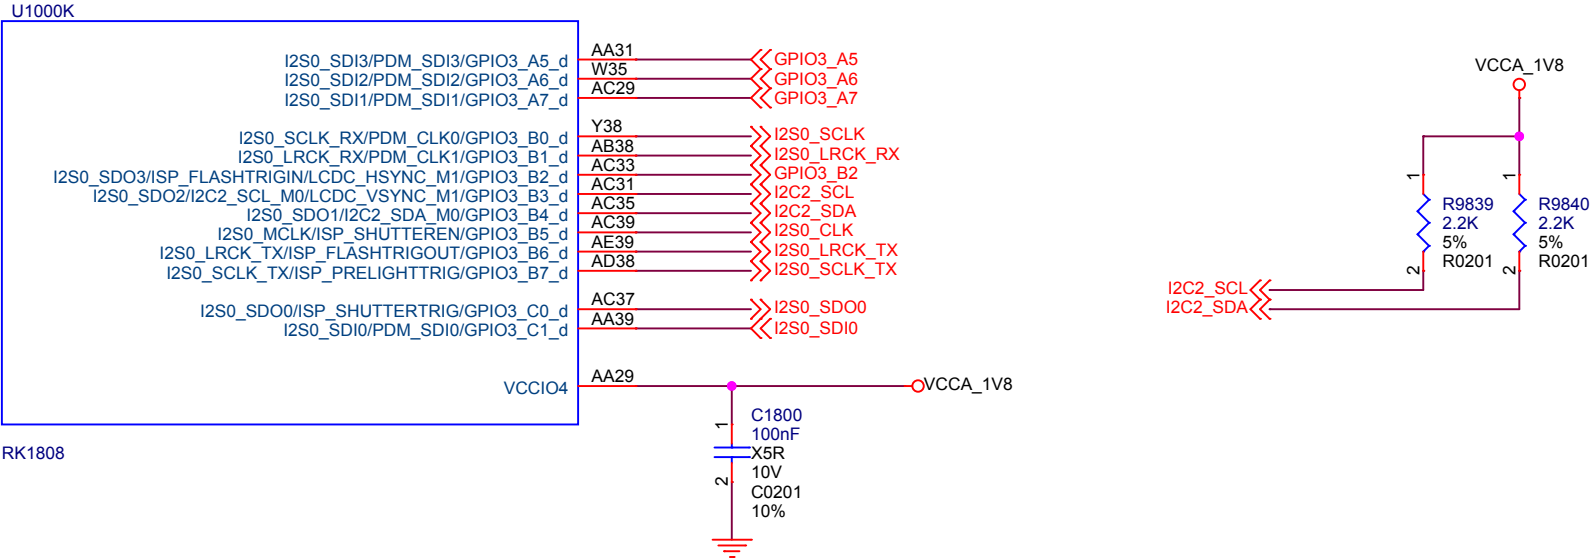 U1000K
I2S0_SDI3/PDM_SDI3/GPIO3_A5_d AA31 GPIO3_A5
I2S0_SDI2/PDM_SDI2/GPIO3_A6_d W35 GPIO3_A6
I2S0_SDI1/PDM_SDI1/GPIO3_A7_d AC29 GPIO3_A7
I2S0_SCLK_RX/PDM_CLK0/GPIO3_B0_d Y38 I2S0_SCLK
I2S0_LRCK_RX/PDM_CLK1/GPIO3_B1_d AB38 I2S0_LRCK_RX
I2S0_SDO3/ISP_FLASHTRIGIN/LCDC_HSYNC_M1/GPIO3_B2_d AC33 GPIO3_B2
I2S0_SDO2/I2C2_SCL_M0/LCDC_VSYNC_M1/GPIO3_B3_d AC31 I2C2_SCL
I2S0_SDO1/I2C2_SDA_M0/GPIO3_B4_d AC35 I2C2_SDA
I2S0_MCLK/ISP_SHUTTEREN/GPIO3_B5_d AC39 I2S0_CLK
I2S0_LRCK_TX/ISP_FLASHTRIGOUT/GPIO3_B6_d AE39 I2S0_LRCK_TX
I2S0_SCLK_TX/ISP_PRELIGHTTRIG/GPIO3_B7_d AD38 I2S0_SCLK_TX
I2S0_SDO0/ISP_SHUTTERTRIG/GPIO3_C0_d AC37 I2S0_SDO0
I2S0_SDI0/PDM_SDI0/GPIO3_C1_d AA39 I2S0_SDI0
VCCIO4 AA29 VCCA_1V8
RK1808
1
2
C1800
100nF
X5R
10V
C0201
10%
VCCA_1V8
1
2
R9839
2.2K
5%
R0201
1
2
R9840
2.2K
5%
R0201
I2C2_SCL
I2C2_SDA